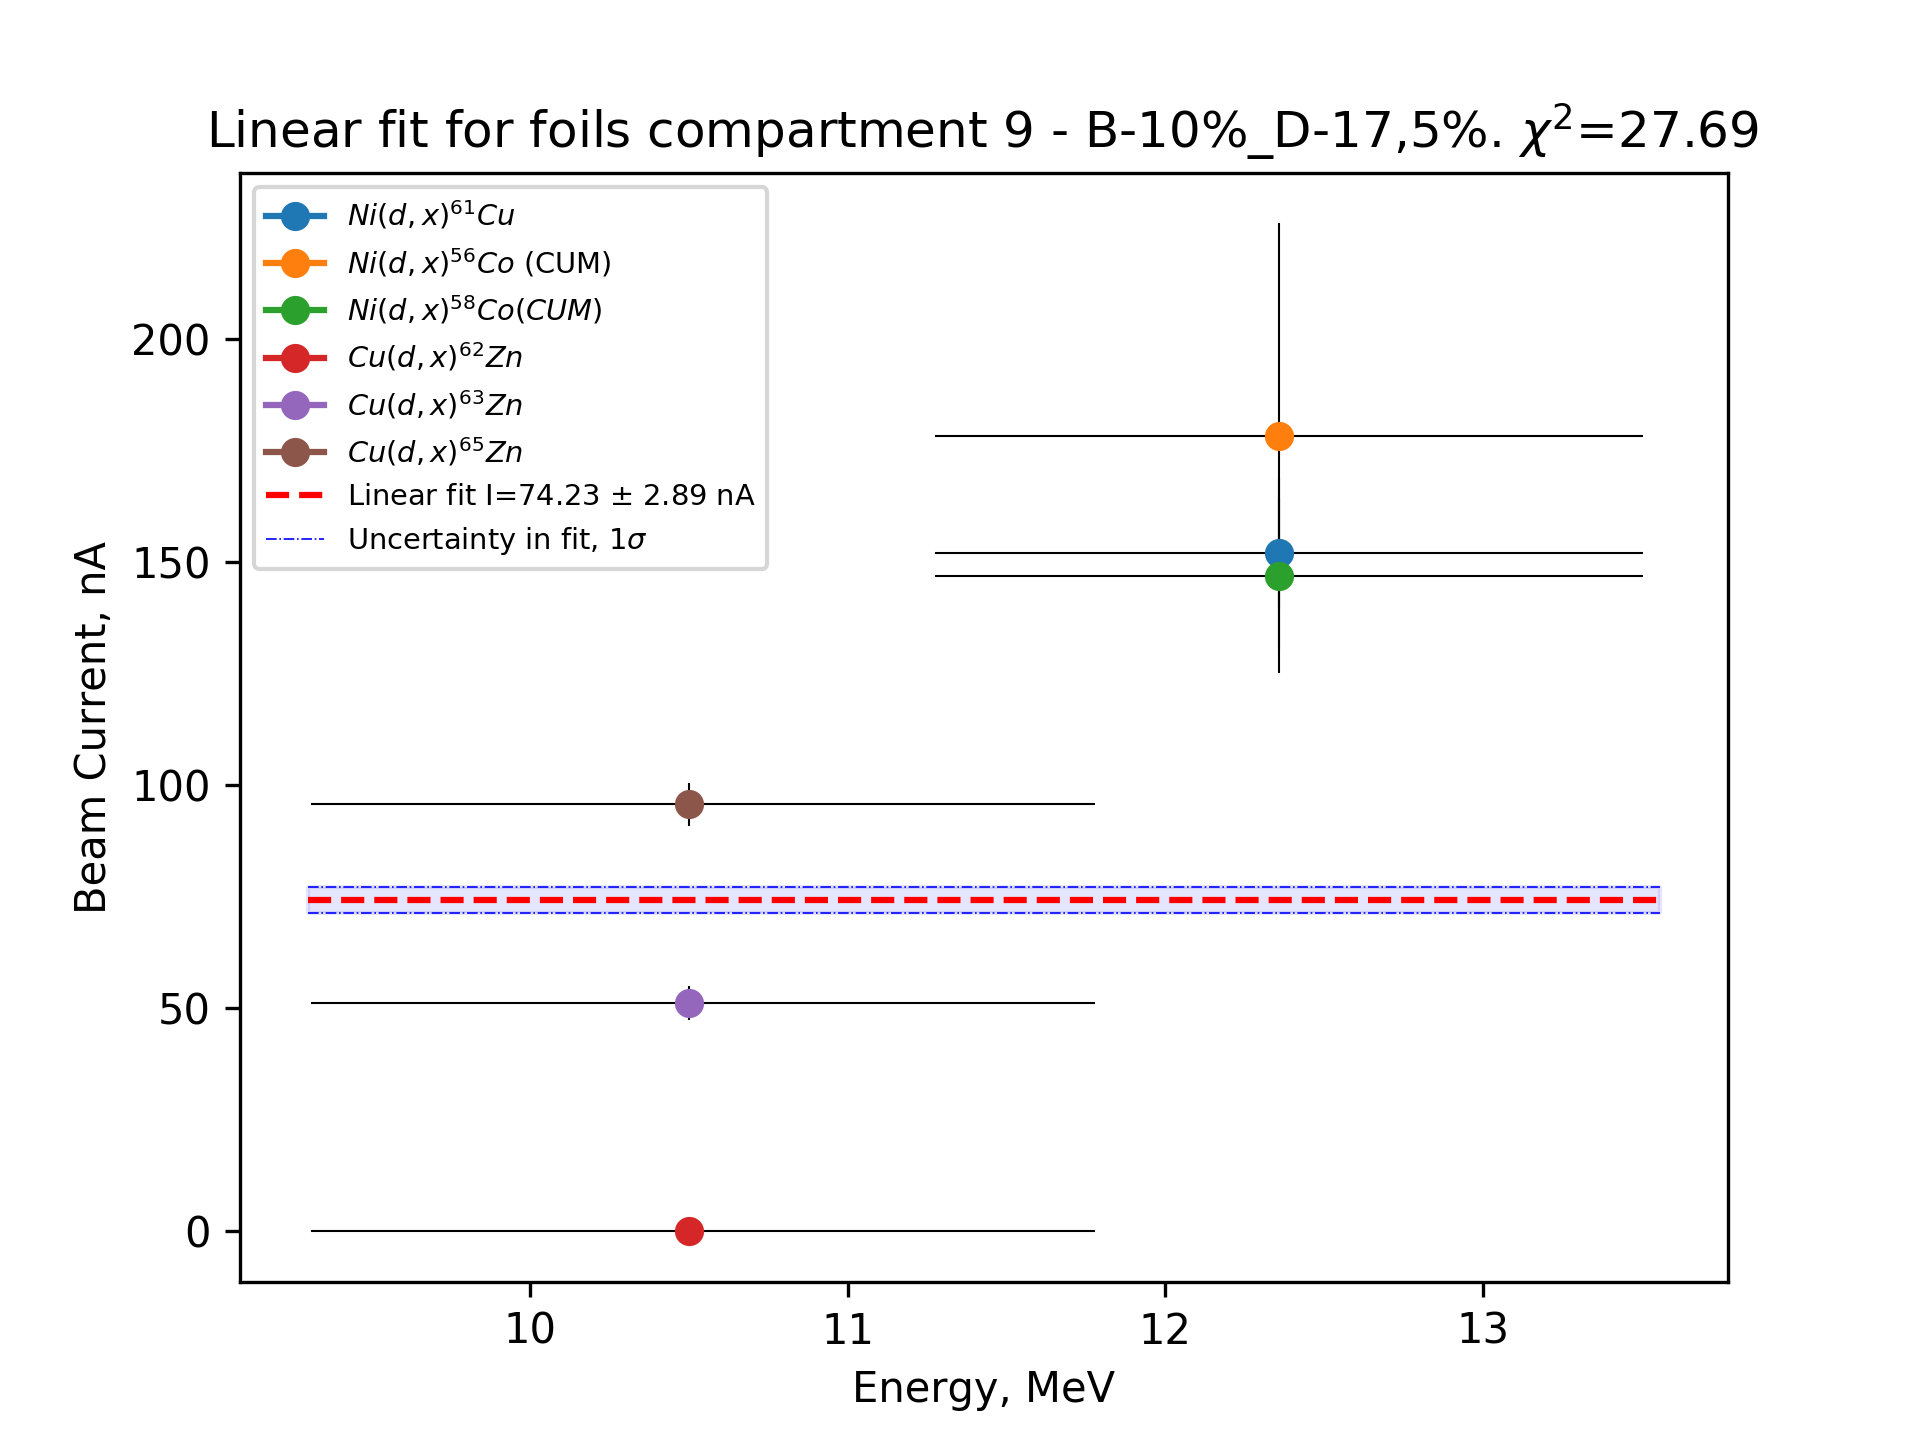 Linear fit for foils compartment 9 - B-10%_D-17,5%. χ²=27.69
Ni(d, x)⁶¹Cu
Ni(d, x)⁵⁶Co (CUM)
Ni(d, x)⁵⁸Co(CUM)
Cu(d, x)⁶²Zn
Cu(d, x)⁶³Zn
Cu(d, x)⁶⁵Zn
Linear fit I=74.23 ± 2.89 nA
Uncertainty in fit, 1σ
Beam Current, nA
200
150
100
50
0
10 11 12 13
Energy, MeV